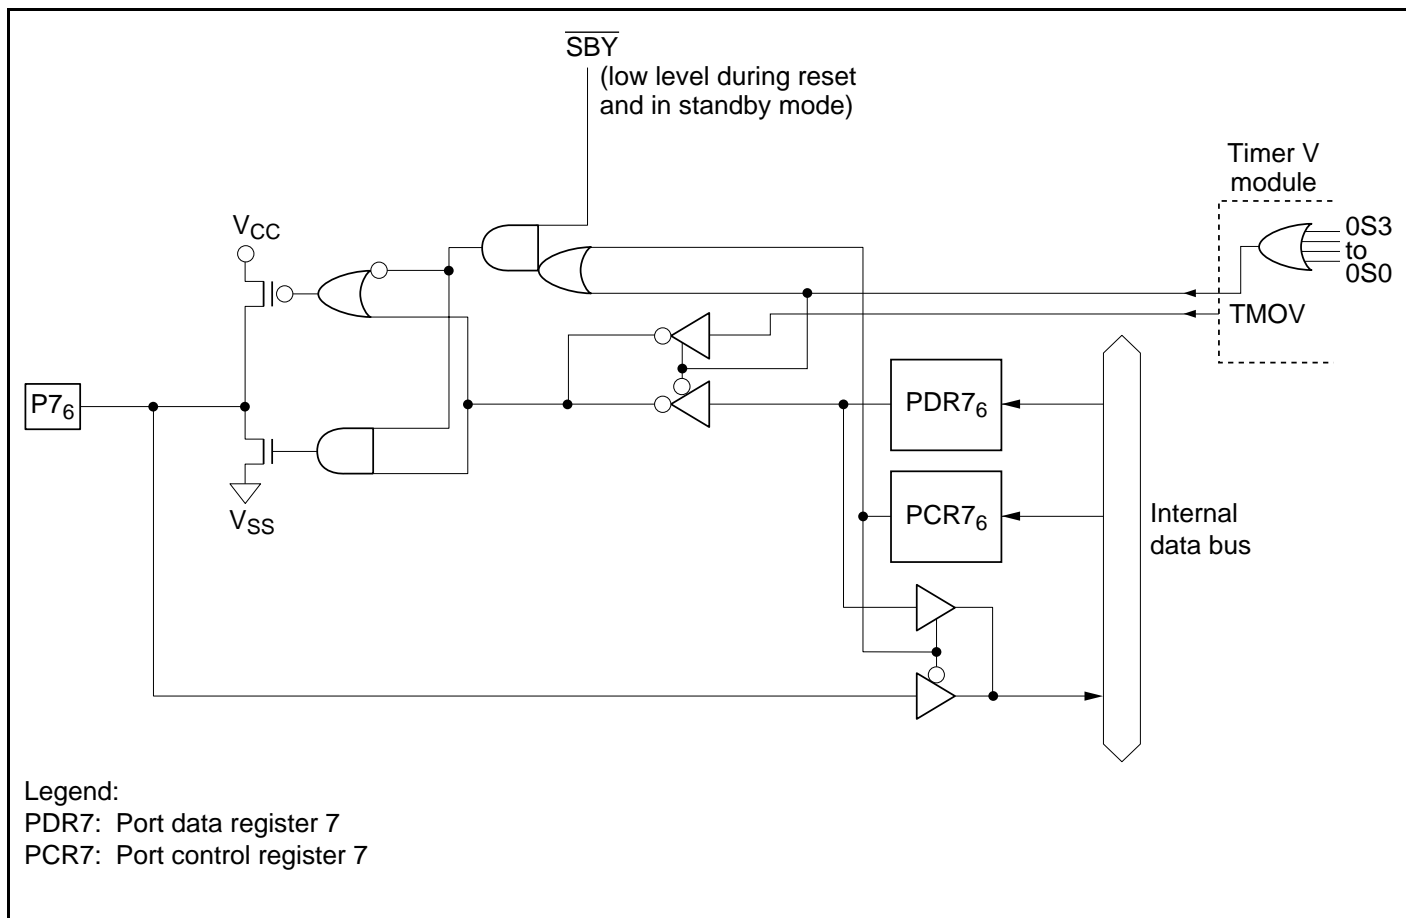 SBY
(low level during reset
and in standby mode)
Timer V
module
0S3
to
0S0
TMOV
VCC
P76
VSS
PDR76
PCR76
Internal
data bus
Legend:
PDR7: Port data register 7
PCR7: Port control register 7